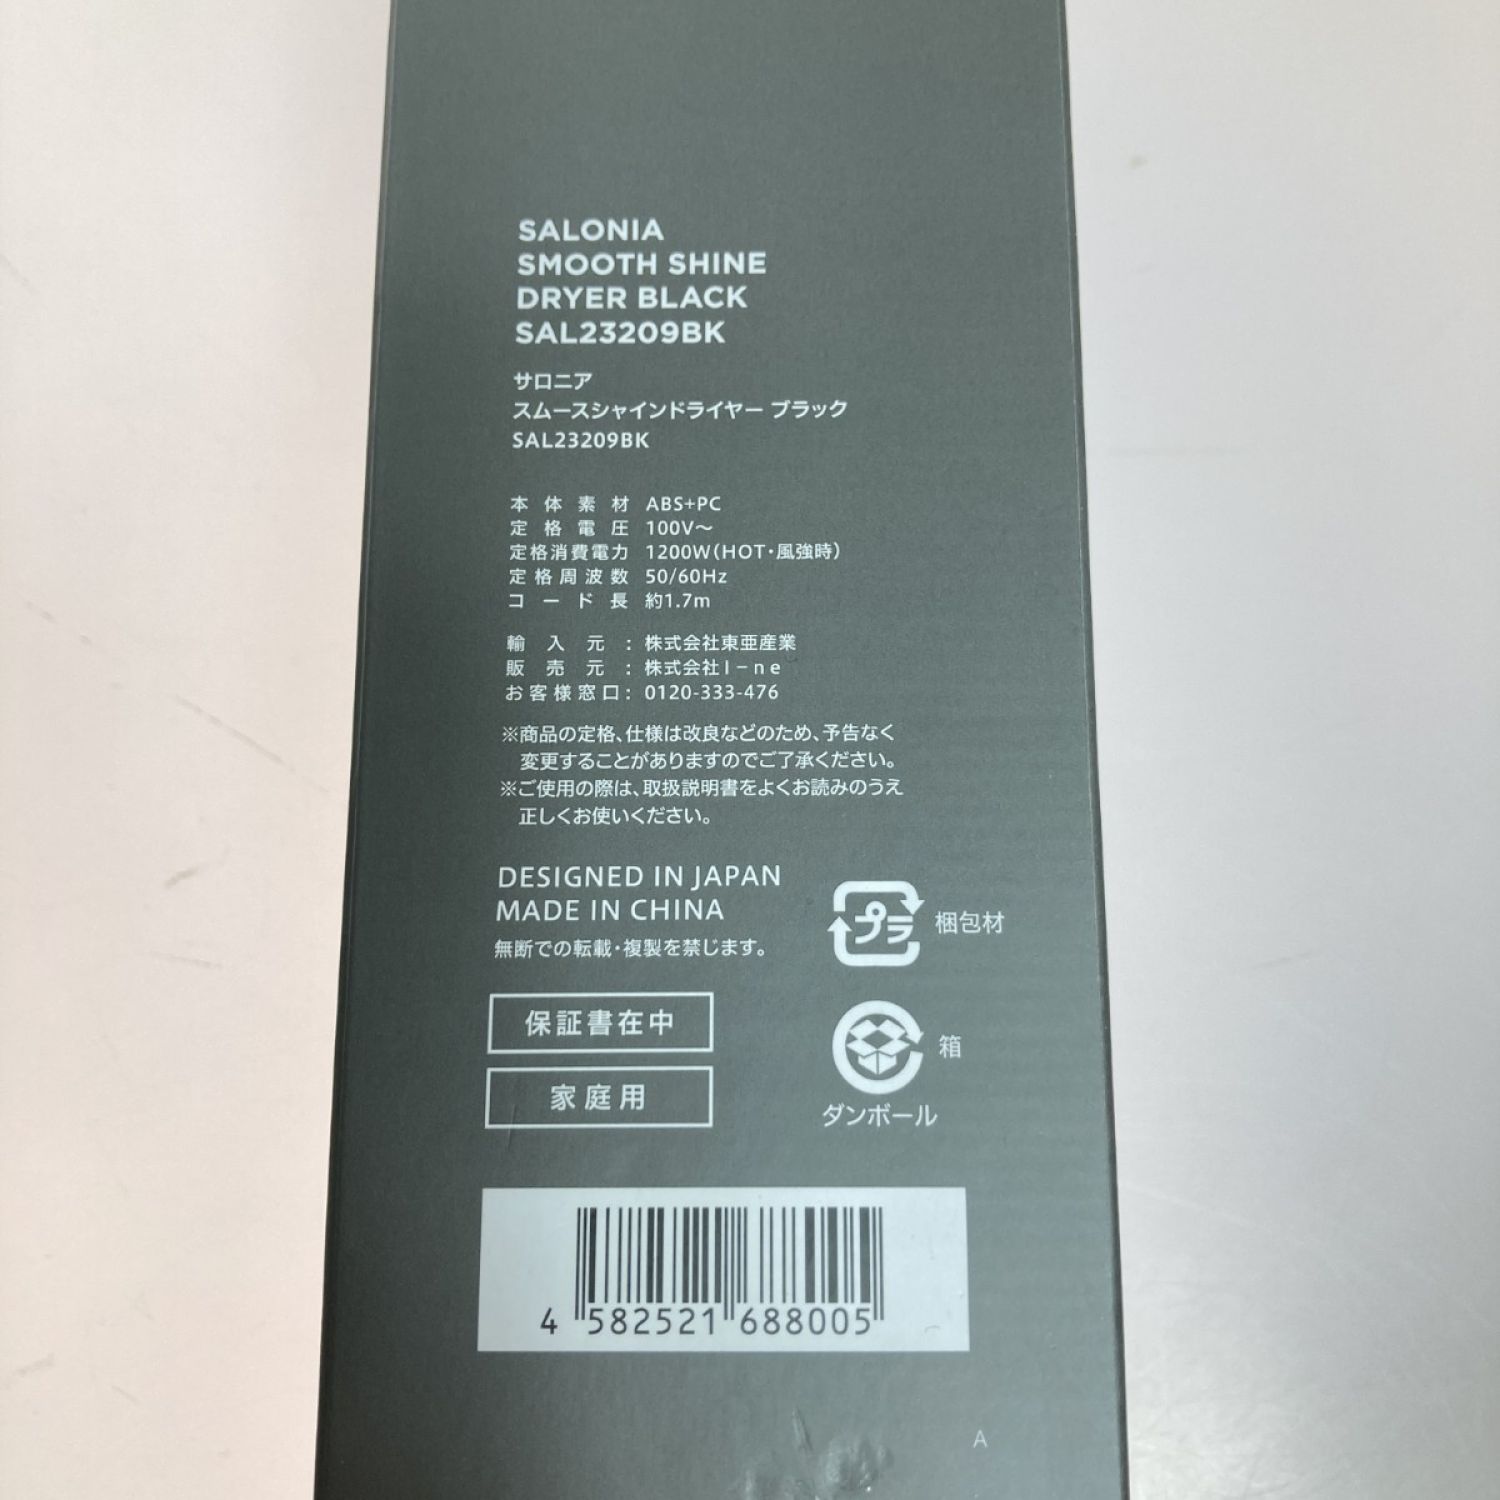 SALONIA
SMOOTH SHINE
DRYER BLACK
SAL23209BK
サロニア
スムースシャインドライヤー ブラック
SAL23209BK
本体素材 ABS+PC
定格電圧 100V～
定格消費電力 1200W（HOT・風強時）
定格周波数 50/60Hz
コード長 約1.7m
輸入元：株式会社東亜産業
販売元：株式会社I－ne
お客様窓口：0120-333-476
※商品の定格、仕様は改良などのため、予告なく
変更することがありますのでご了承ください。
※ご使用の際は、取扱説明書をよくお読みのうえ
正しくお使いください。
DESIGNED IN JAPAN
MADE IN CHINA
無断での転載・複製を禁じます。
プラ 梱包材
保証書在中
箱
家庭用
ダンボール
4 582521 688005
A